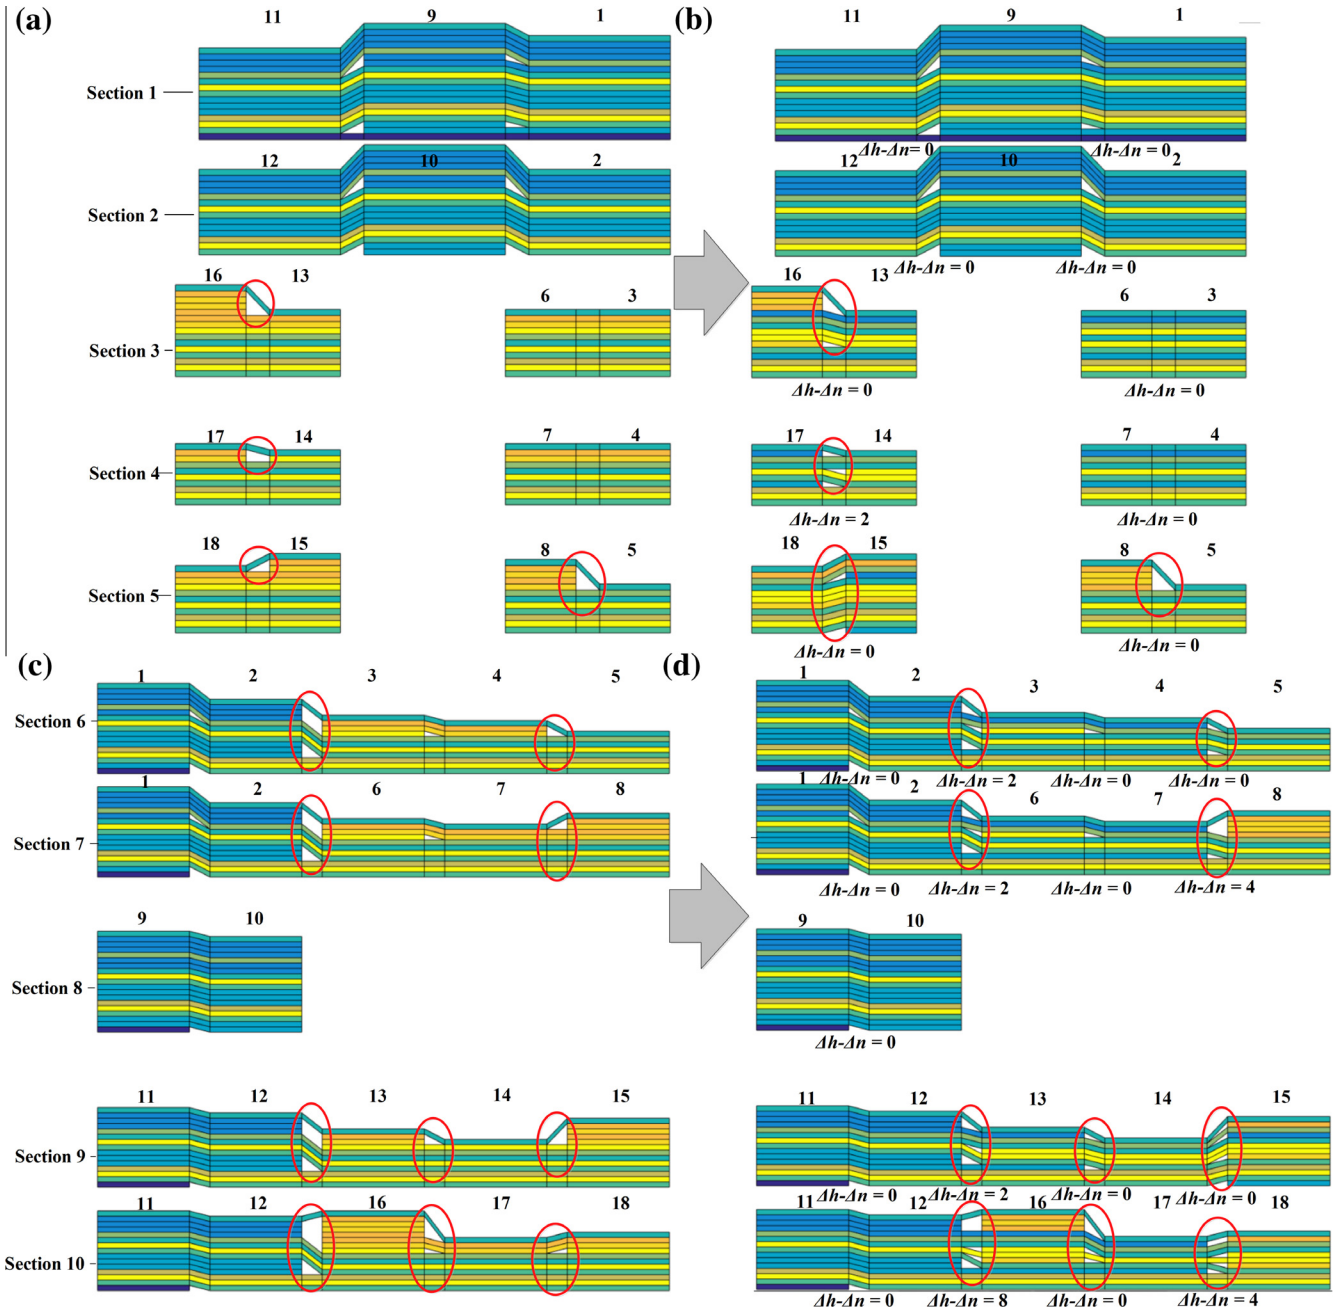 (a)
11 9 1
Section 1
12 10 2
Section 2
16 13
6 3
Section 3
17 14 7 4
Section 4
18 15 8 5
Section 5
(b)
11 9 1
Δh-Δn= 0 Δh-Δn = 0
12 10 2
Δh-Δn = 0 Δh-Δn = 0
16 13
6 3
Δh-Δn = 0 Δh-Δn = 0
17 14 7 4
Δh-Δn = 2 Δh-Δn = 0
18 15 8 5
Δh-Δn = 0 Δh-Δn = 0
(c)
1 2 3 4 5
Section 6
1 2 6 7 8
Section 7
9 10
Section 8
11 12 13 14 15
Section 9
11 12 16 17 18
Section 10
(d)
1 2 3 4 5
Δh-Δn = 0 Δh-Δn = 2 Δh-Δn = 0 Δh-Δn = 0
1 2 6 7 8
Δh-Δn = 0 Δh-Δn = 2 Δh-Δn = 0 Δh-Δn = 4
9 10
Δh-Δn = 0
11 12 13 14 15
Δh-Δn = 0 Δh-Δn = 2 Δh-Δn = 0 Δh-Δn = 0
11 12 16 17 18
Δh-Δn = 0 Δh-Δn = 8 Δh-Δn = 0 Δh-Δn = 4